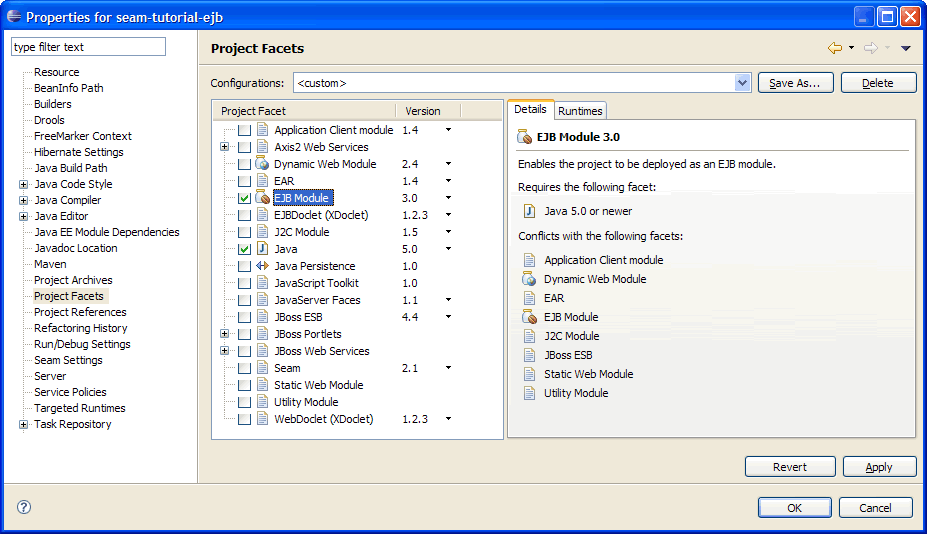 Properties for seam-tutorial-ejb
type filter text
Resource
BeanInfo Path
Builders
Drools
FreeMarker Context
Hibernate Settings
Java Build Path
Java Code Style
Java Compiler
Java Editor
Java EE Module Dependencies
Javadoc Location
Maven
Project Archives
Project Facets
Project References
Refactoring History
Run/Debug Settings
Seam Settings
Server
Service Policies
Targeted Runtimes
Task Repository
Project Facets
Configurations: <custom> Save As... Delete
Project Facet Version
Application Client module 1.4
Axis2 Web Services
Dynamic Web Module 2.4
EAR 1.4
EJB Module 3.0
EJBDoclet (XDoclet) 1.2.3
J2C Module 1.5
Java 5.0
Java Persistence 1.0
JavaScript Toolkit 1.0
JavaServer Faces 1.1
JBoss ESB 4.4
JBoss Portlets
JBoss Web Services
Seam 2.1
Static Web Module
Utility Module
WebDoclet (XDoclet) 1.2.3
Details Runtimes
EJB Module 3.0
Enables the project to be deployed as an EJB module.
Requires the following facet:
Java 5.0 or newer
Conflicts with the following facets:
Application Client module
Dynamic Web Module
EAR
EJB Module
J2C Module
JBoss ESB
Static Web Module
Utility Module
Revert Apply
OK Cancel